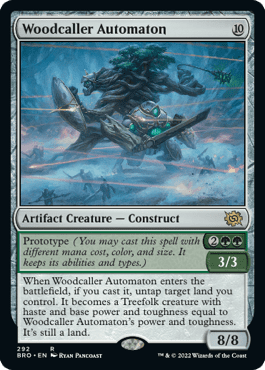 Woodcaller Automaton 10
Artifact Creature — Construct
Prototype (You may cast this spell with 2
different mana cost, color, and size. It
keeps its abilities and types.) 3/3
When Woodcaller Automaton enters the
battlefield, if you cast it, untap target land you
control. It becomes a Treefolk creature with
haste and base power and toughness equal to
Woodcaller Automaton's power and toughness.
It's still a land.
8/8
292 R
BRO • EN RYAN PANCOAST ™ & © 2022 Wizards of the Coast